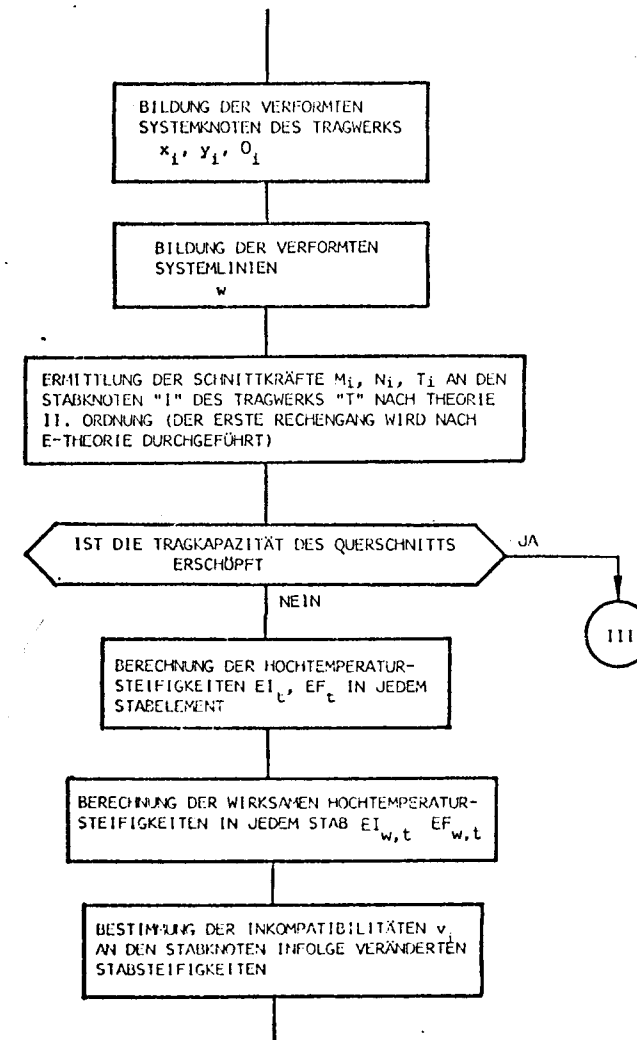 BILDUNG DER VERFORMTEN
SYSTEMKNOTEN DES TRAGWERKS
x_i, y_i, O_i
BILDUNG DER VERFORMTEN
SYSTEMLINIEN
w
ERMITTLUNG DER SCHNITTKRÄFTE M_i, N_i, T_i AN DEN
STABKNOTEN "I" DES TRAGWERKS "T" NACH THEORIE
II. ORDNUNG (DER ERSTE RECHENGANG WIRD NACH
E-THEORIE DURCHGEFÜHRT)
IST DIE TRAGKAPAZITÄT DES QUERSCHNITTS
ERSCHÖPFT
JA
III
NEIN
BERECHNUNG DER HOCHTEMPERATUR-
STEIFIGKEITEN EI_t, EF_t IN JEDEM
STABELEMENT
BERECHNUNG DER WIRKSAMEN HOCHTEMPERATUR-
STEIFIGKEITEN IN JEDEM STAB EI_w,t EF_w,t
BESTIMMUNG DER INKOMPATIBILITÄTEN v_i
AN DEN STABKNOTEN INFOLGE VERÄNDERTEN
STABSTEIFIGKEITEN